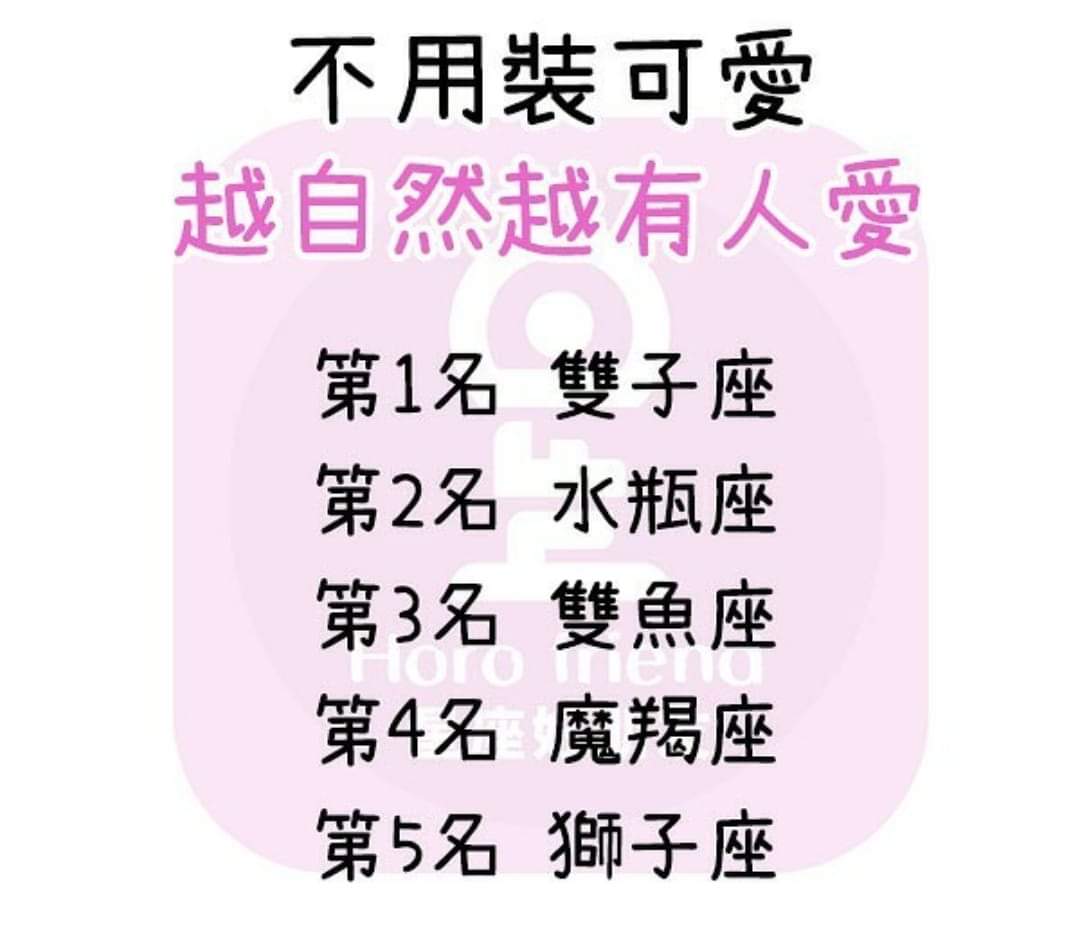 不用裝可愛
越自然越有人愛
第1名 雙子座
第2名 水瓶座
第3名 雙魚座
Horo friend
第4名 魔羯座
第5名 獅子座